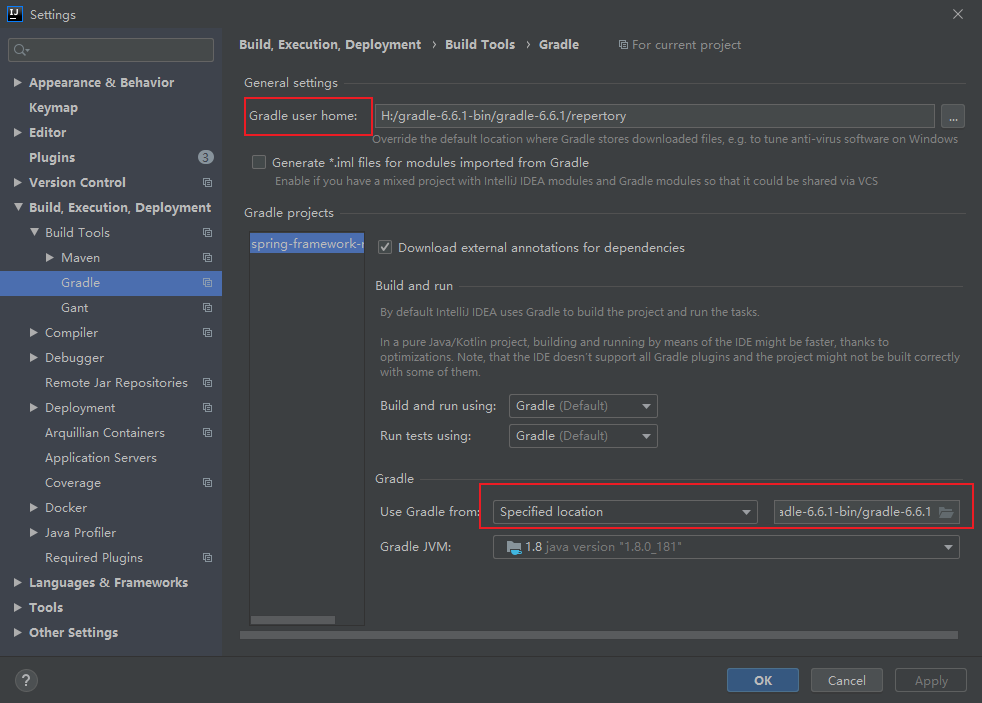 Settings
Build, Execution, Deployment › Build Tools › Gradle For current project
Appearance & Behavior
Keymap
Editor
Plugins 3
Version Control
Build, Execution, Deployment
Build Tools
Maven
Gradle
Gant
Compiler
Debugger
Remote Jar Repositories
Deployment
Arquillian Containers
Application Servers
Coverage
Docker
Java Profiler
Required Plugins
Languages & Frameworks
Tools
Other Settings
General settings
Gradle user home: H:/gradle-6.6.1-bin/gradle-6.6.1/repertory ...
Override the default location where Gradle stores downloaded files, e.g. to tune anti-virus software on Windows
Generate *.iml files for modules imported from Gradle
Enable if you have a mixed project with IntelliJ IDEA modules and Gradle modules so that it could be shared via VCS
Gradle projects
spring-framework-
Download external annotations for dependencies
Build and run
By default IntelliJ IDEA uses Gradle to build the project and run the tasks.
In a pure Java/Kotlin project, building and running by means of the IDE might be faster, thanks to
optimizations. Note, that the IDE doesn't support all Gradle plugins and the project might not be built correctly
with some of them.
Build and run using: Gradle (Default)
Run tests using: Gradle (Default)
Gradle
Use Gradle from: Specified location adle-6.6.1-bin/gradle-6.6.1
Gradle JVM: 1.8 java version "1.8.0_181"
? OK Cancel Apply